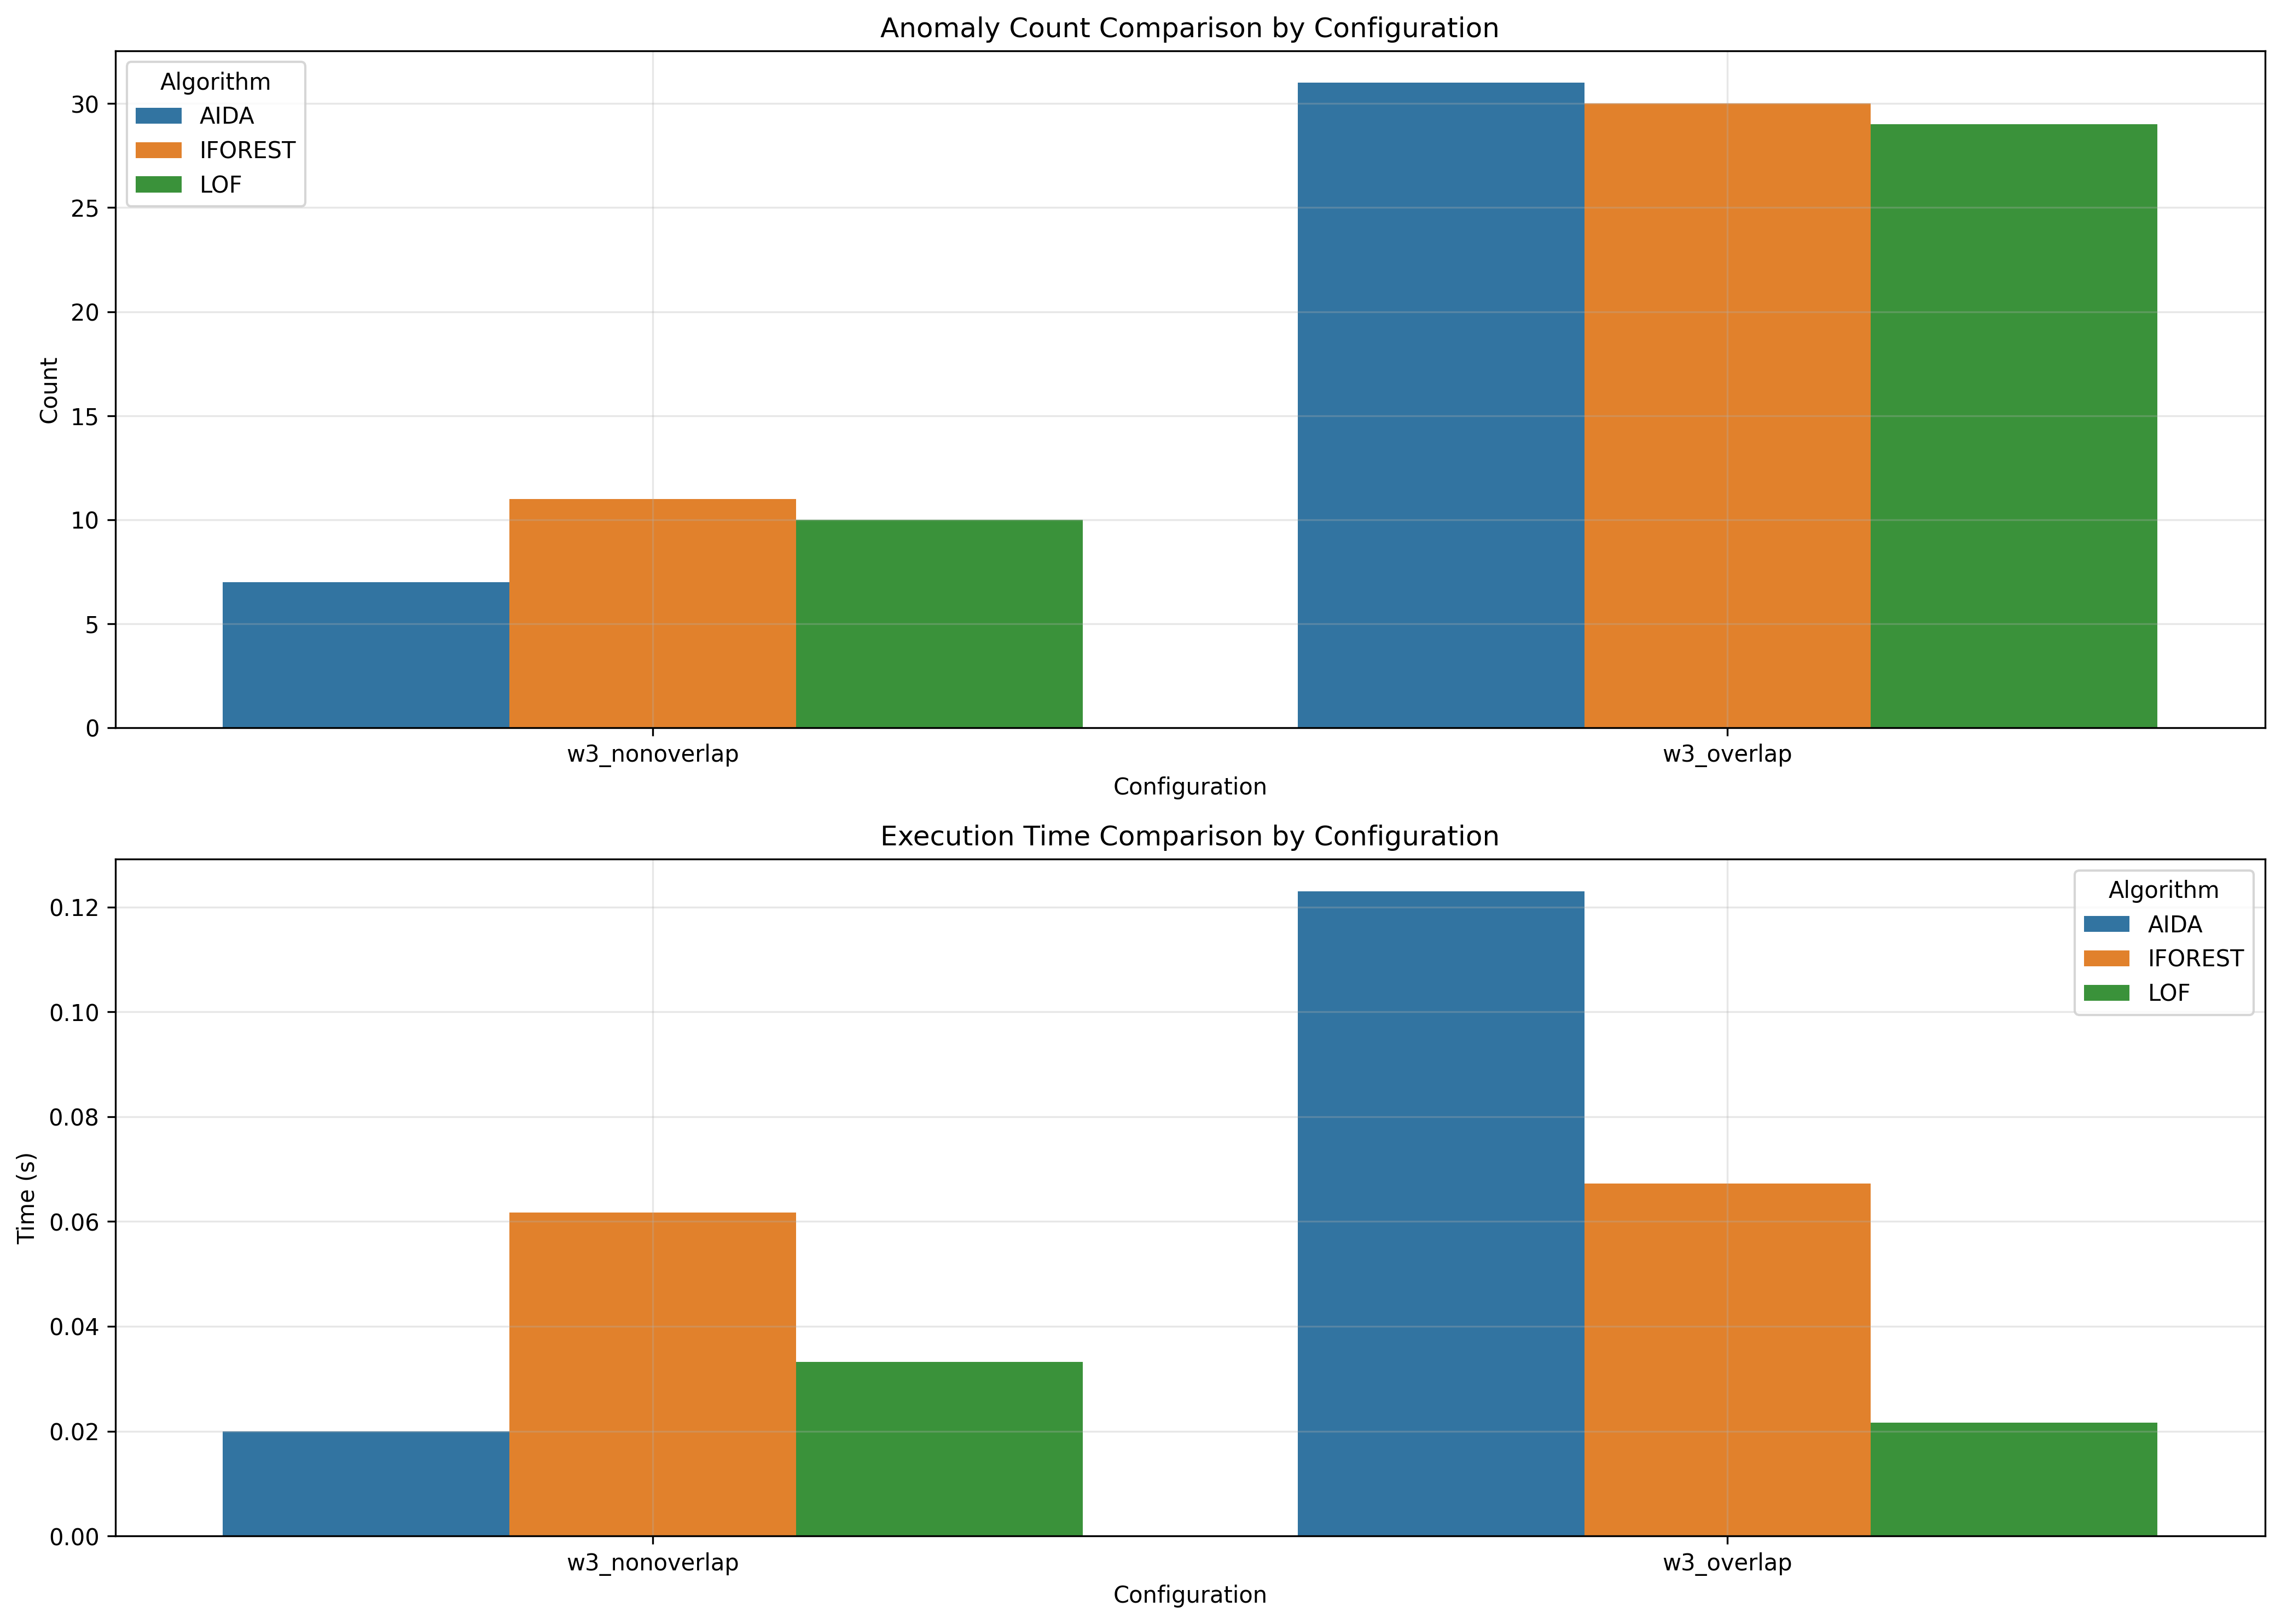 Anomaly Count Comparison by Configuration
Algorithm
AIDA
IFOREST
LOF
30
25
20
15
10
5
0
Count
w3_nonoverlap
w3_overlap
Configuration
Execution Time Comparison by Configuration
Algorithm
AIDA
IFOREST
LOF
0.12
0.10
0.08
0.06
0.04
0.02
0.00
Time (s)
w3_nonoverlap
w3_overlap
Configuration